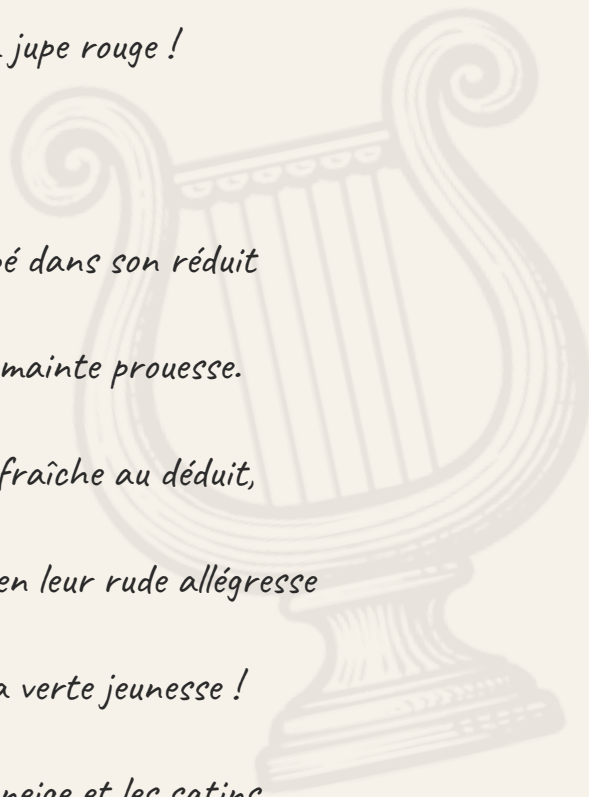 jupe rouge !
dans son réduit
mainte prouesse.
fraîche au déduit,
en leur rude allégresse
verte jeunesse !
neige et les satins